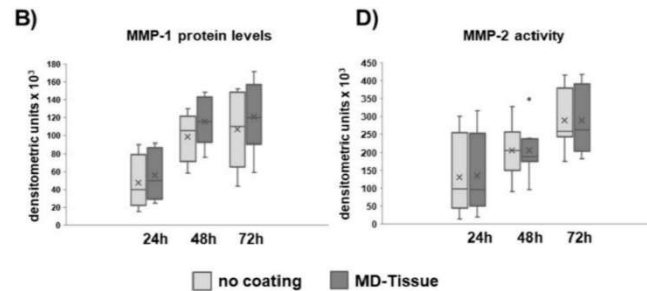 B)
MMP-1 protein levels
densitometric units x 10³
180
160
140
120
100
80
60
40
20
0
24h 48h 72h
D)
MMP-2 activity
densitometric units x 10³
450
400
350
300
250
200
150
100
50
0
24h 48h 72h
no coating MD-Tissue